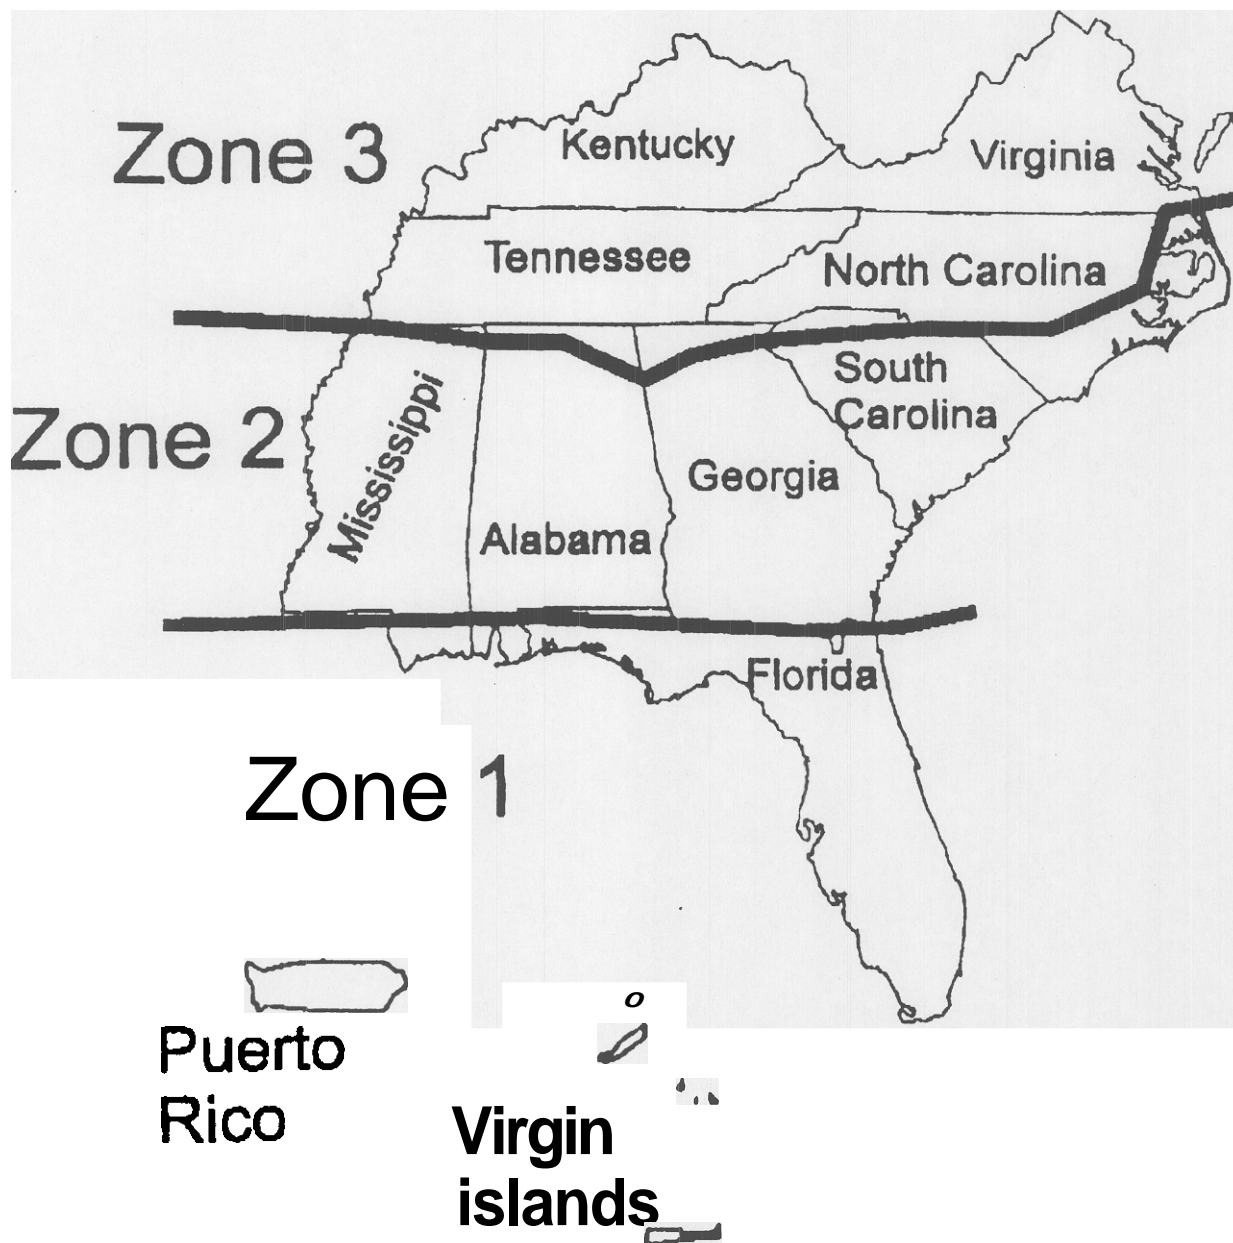 Zone 3
Kentucky
Virginia
Tennessee
North Carolina
Zone 2
Mississippi
South
Carolina
Georgia
Alabama
Florida
Zone 1
Puerto
Rico
Virgin
islands